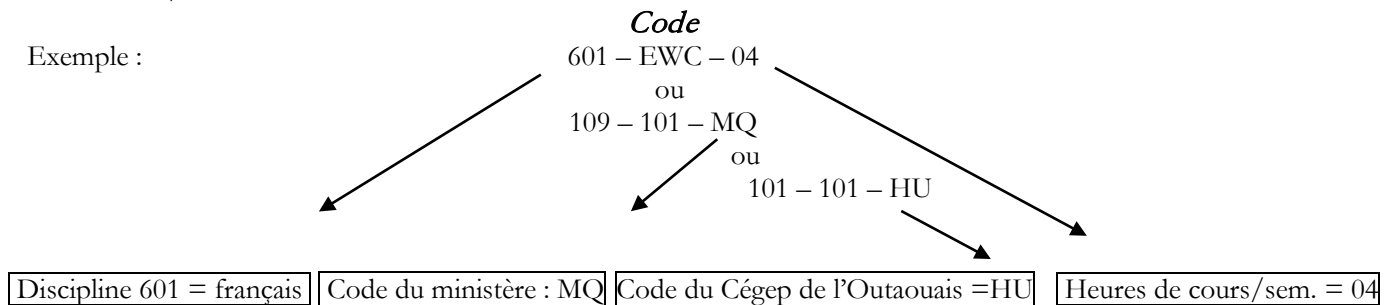 Code
Exemple : 601 – EWC – 04
ou
109 – 101 – MQ
ou
101 – 101 – HU
Discipline 601 = français Code du ministère : MQ Code du Cégep de l'Outaouais =HU Heures de cours/sem. = 04